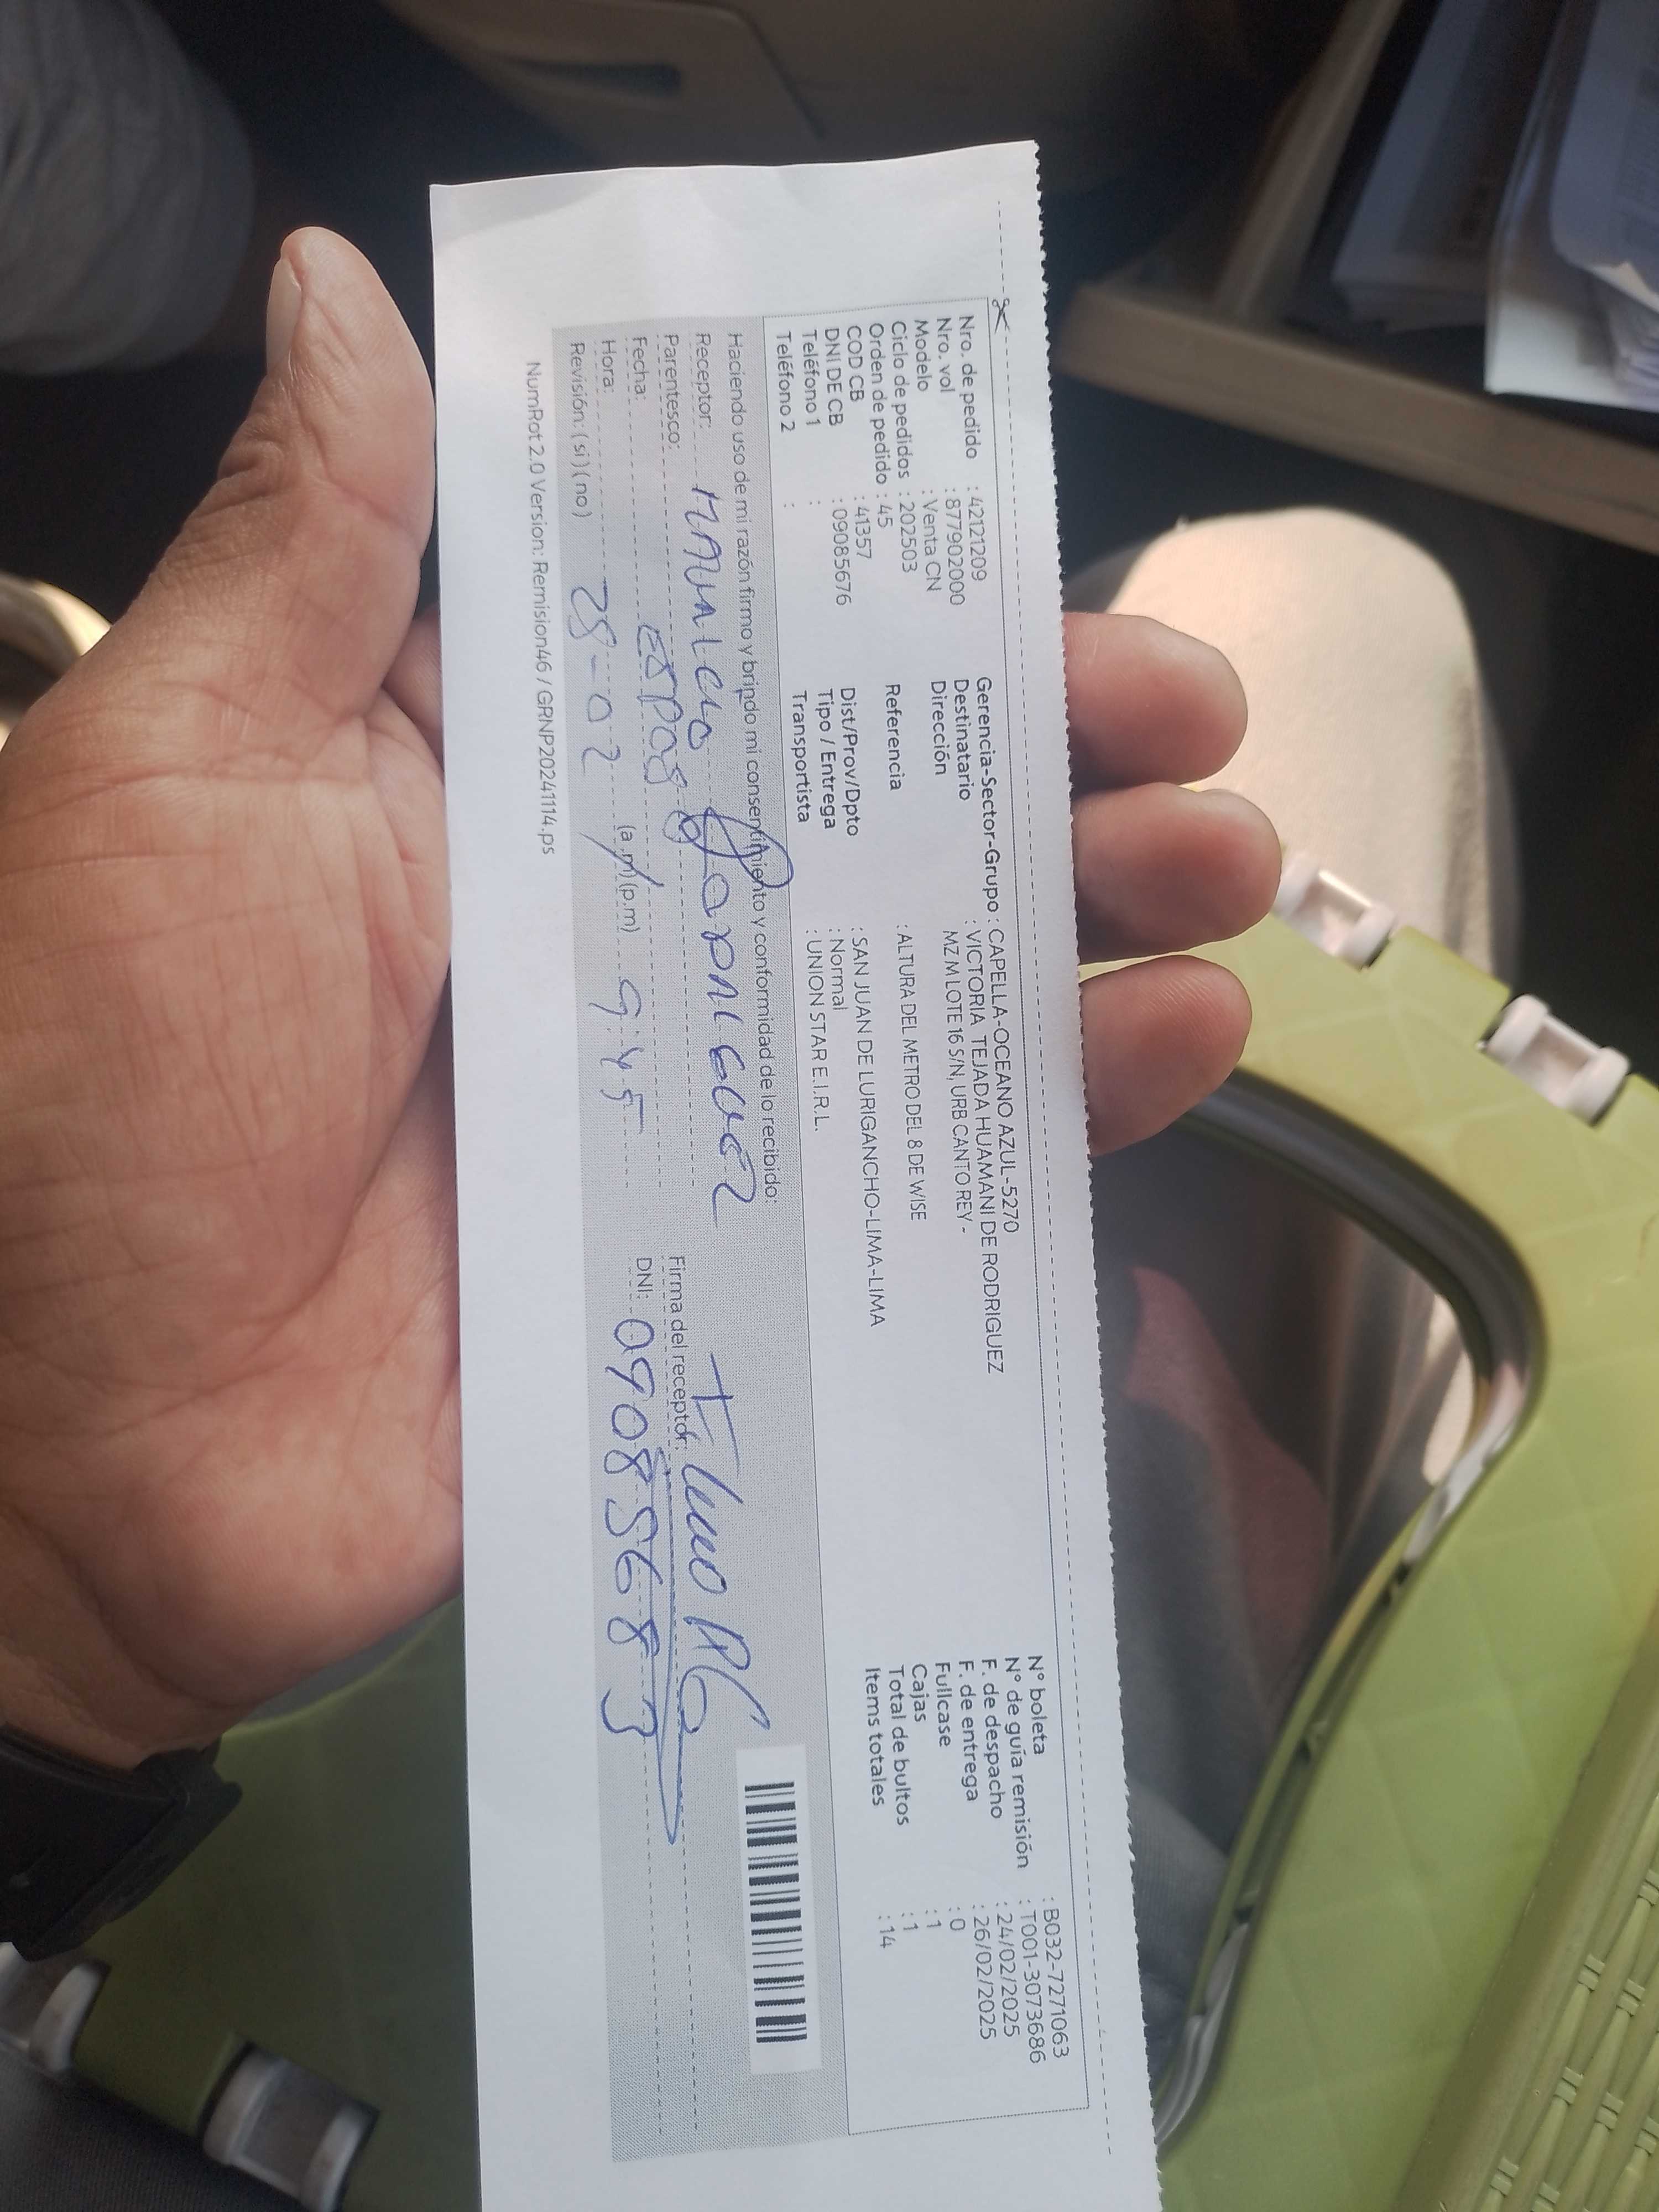 Nro. de pedido : 42121209
Nro. vol : 877902000
Modelo : Venta CN
Ciclo de pedidos : 202503
Orden de pedido : 45
COD CB : 41357
DNI DE CB : 09085676
Teléfono 1 :
Teléfono 2 :
Gerencia-Sector-Grupo : CAPELLA-OCEANO AZUL-5270
Destinatario : VICTORIA TEJADA HUAMANI DE RODRIGUEZ
Dirección MZ M LOTE 16 S/N, URB CANTO REY -
Referencia : ALTURA DEL METRO DEL 8 DE WISE
Dist/Prov/Dpto : SAN JUAN DE LURIGANCHO-LIMA-LIMA
Tipo / Entrega : Normal
Transportista : UNION STAR E.I.R.L.
N° boleta : B032-7271063
N° de guía remisión : T001-3073686
F. de despacho : 24/02/2025
F. de entrega : 26/02/2025
Fullcase : 0
Cajas : 1
Total de bultos : 1
Items totales : 14
Haciendo uso de mi razón firmo y brindo mi consentimiento y conformidad de lo recibido:
Receptor:
Parentesco: ESPOSO
Fecha: 28-02
Hora: (a.m)(p.m) 9:45
Revisión: (si) (no)
Firma del receptor:
DNI: 09085683
NumRot 2.0 Version: Remision46 / GRNP20241114.ps